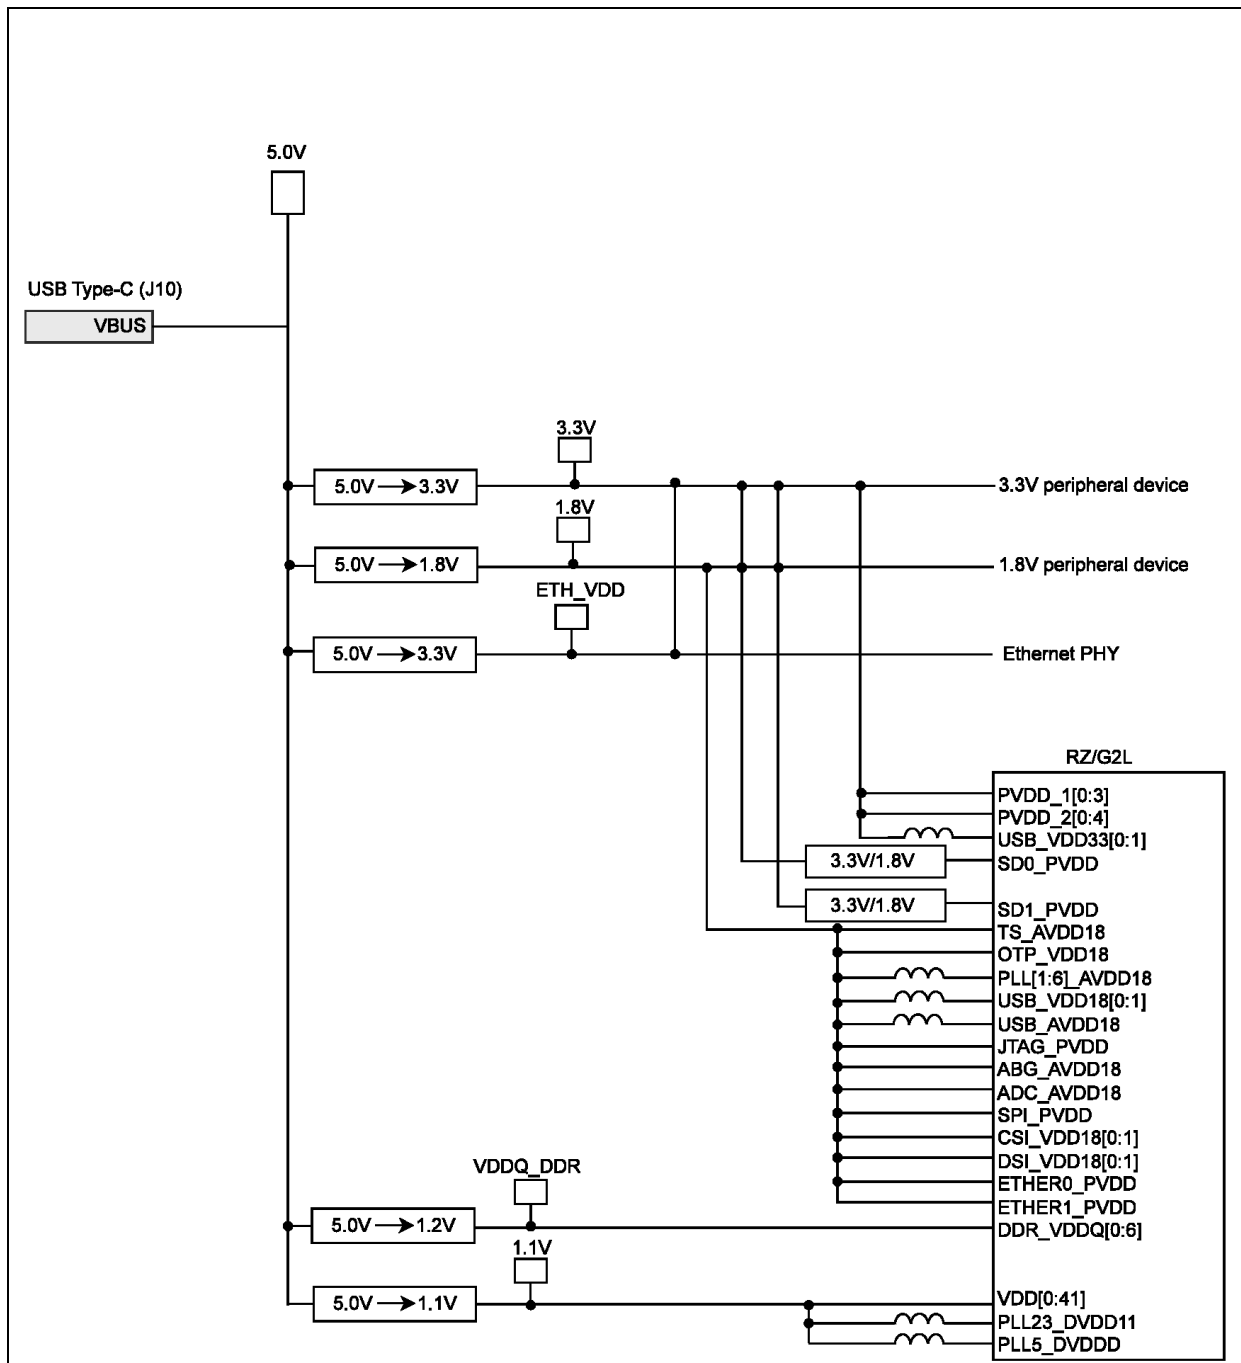 5.0V
USB Type-C (J10)
VBUS
3.3V
5.0V → 3.3V
3.3V peripheral device
1.8V
5.0V → 1.8V
1.8V peripheral device
ETH_VDD
5.0V → 3.3V
Ethernet PHY
RZ/G2L
PVDD_1[0:3]
PVDD_2[0:4]
USB_VDD33[0:1]
3.3V/1.8V
SD0_PVDD
3.3V/1.8V
SD1_PVDD
TS_AVDD18
OTP_VDD18
PLL[1:6]_AVDD18
USB_VDD18[0:1]
USB_AVDD18
JTAG_PVDD
ABG_AVDD18
ADC_AVDD18
SPI_PVDD
CSI_VDD18[0:1]
DSI_VDD18[0:1]
ETHER0_PVDD
ETHER1_PVDD
VDDQ_DDR
5.0V → 1.2V
DDR_VDDQ[0:6]
1.1V
5.0V → 1.1V
VDD[0:41]
PLL23_DVDD11
PLL5_DVDDD